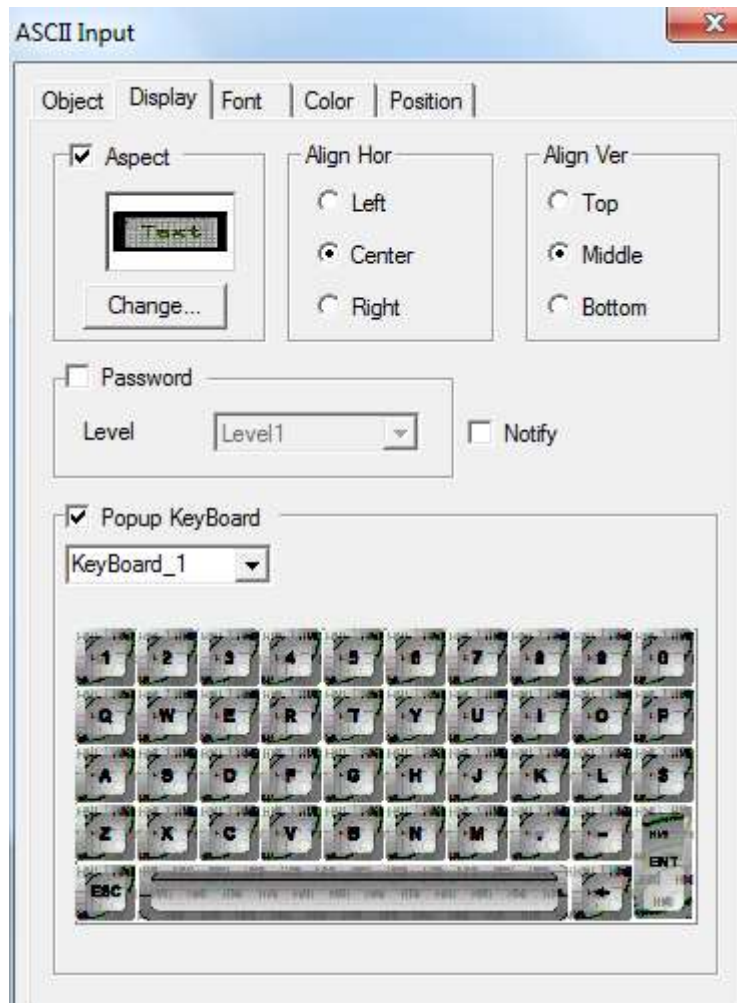 ASCII Input
Object Display Font Color Position
Aspect
Text
Change...
Align Hor
Left
Center
Right
Align Ver
Top
Middle
Bottom
Password
Level Level1
Notify
Popup KeyBoard
KeyBoard_1
1 2 3 4 5 6 7 8 9 0
Q W E R T Y U I O P
A S D F G H J K L $
Z X C V B N M . -
ENT
ESC